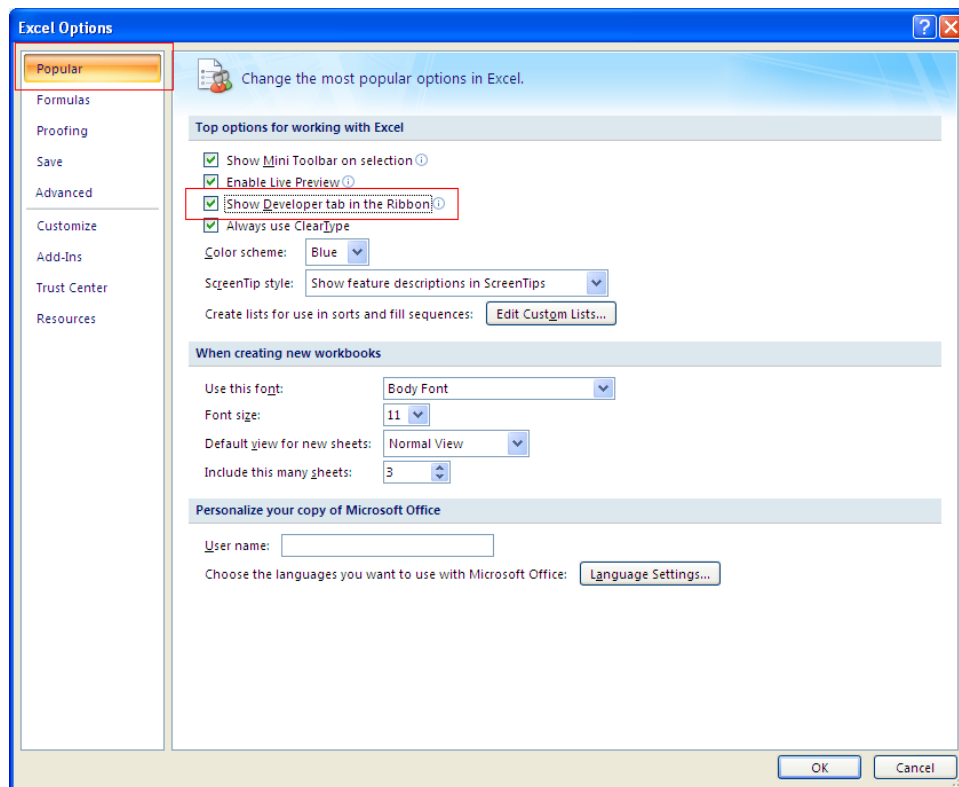 Excel Options
Popular
Formulas
Proofing
Save
Advanced
Customize
Add-Ins
Trust Center
Resources
Change the most popular options in Excel.
Top options for working with Excel
Show Mini Toolbar on selection
Enable Live Preview
Show Developer tab in the Ribbon
Always use ClearType
Color scheme: Blue
ScreenTip style: Show feature descriptions in ScreenTips
Create lists for use in sorts and fill sequences: Edit Custom Lists...
When creating new workbooks
Use this font: Body Font
Font size: 11
Default view for new sheets: Normal View
Include this many sheets: 3
Personalize your copy of Microsoft Office
User name:
Choose the languages you want to use with Microsoft Office: Language Settings...
OK Cancel